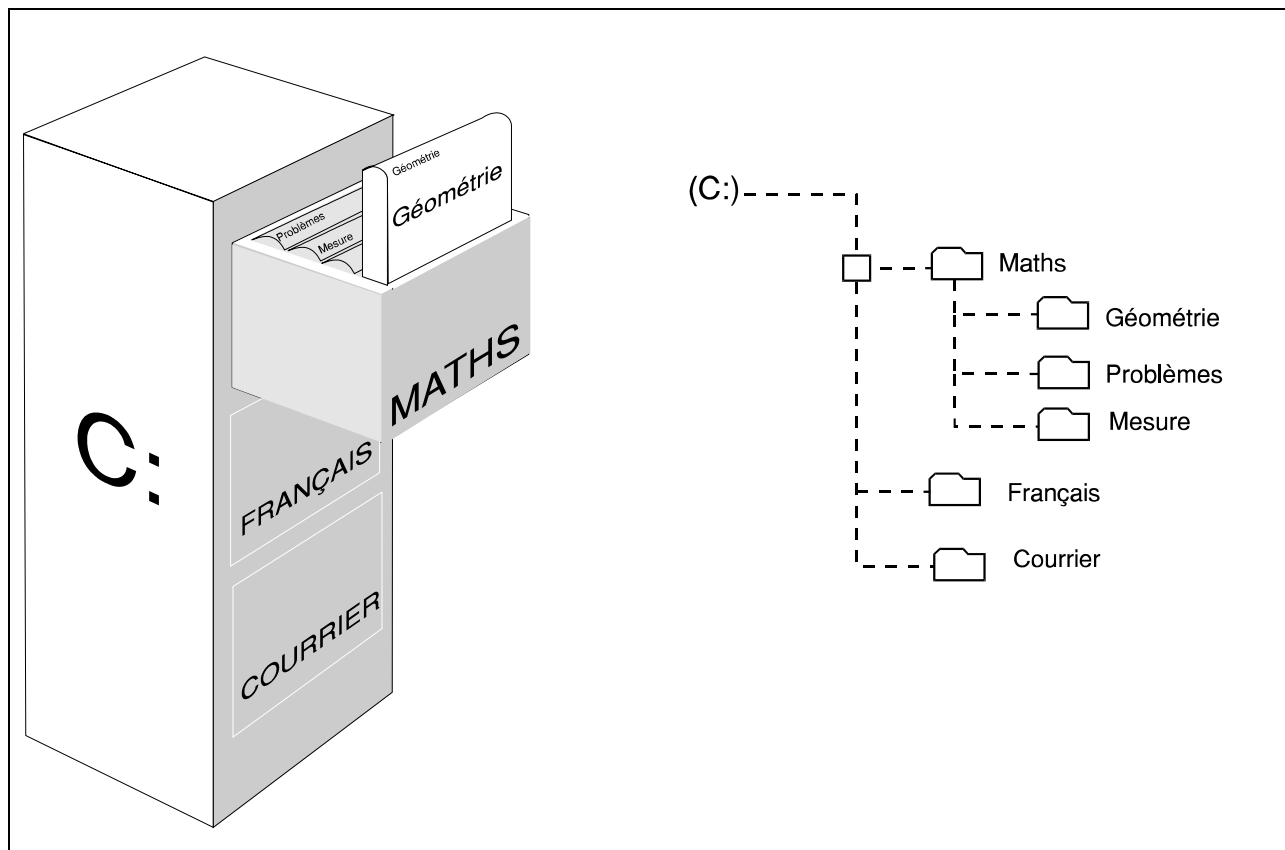 Géométrie
Géométrie
Problèmes
Mesure
MATHS
C:
FRANÇAIS
COURRIER
(C:)
Maths
Géométrie
Problèmes
Mesure
Français
Courrier